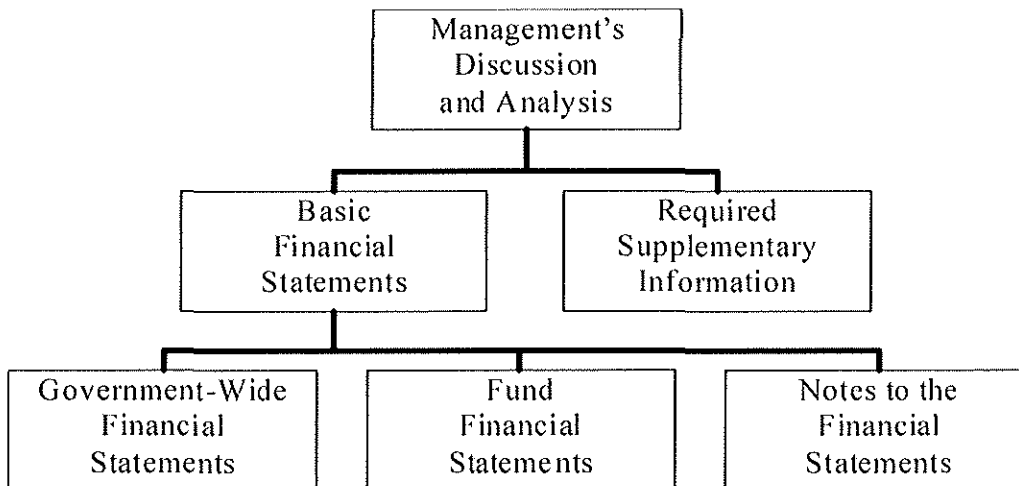 Management's
Discussion
and Analysis
Basic
Financial
Statements
Required
Supplementary
Information
Government-Wide
Financial
Statements
Fund
Financial
Statements
Notes to the
Financial
Statements